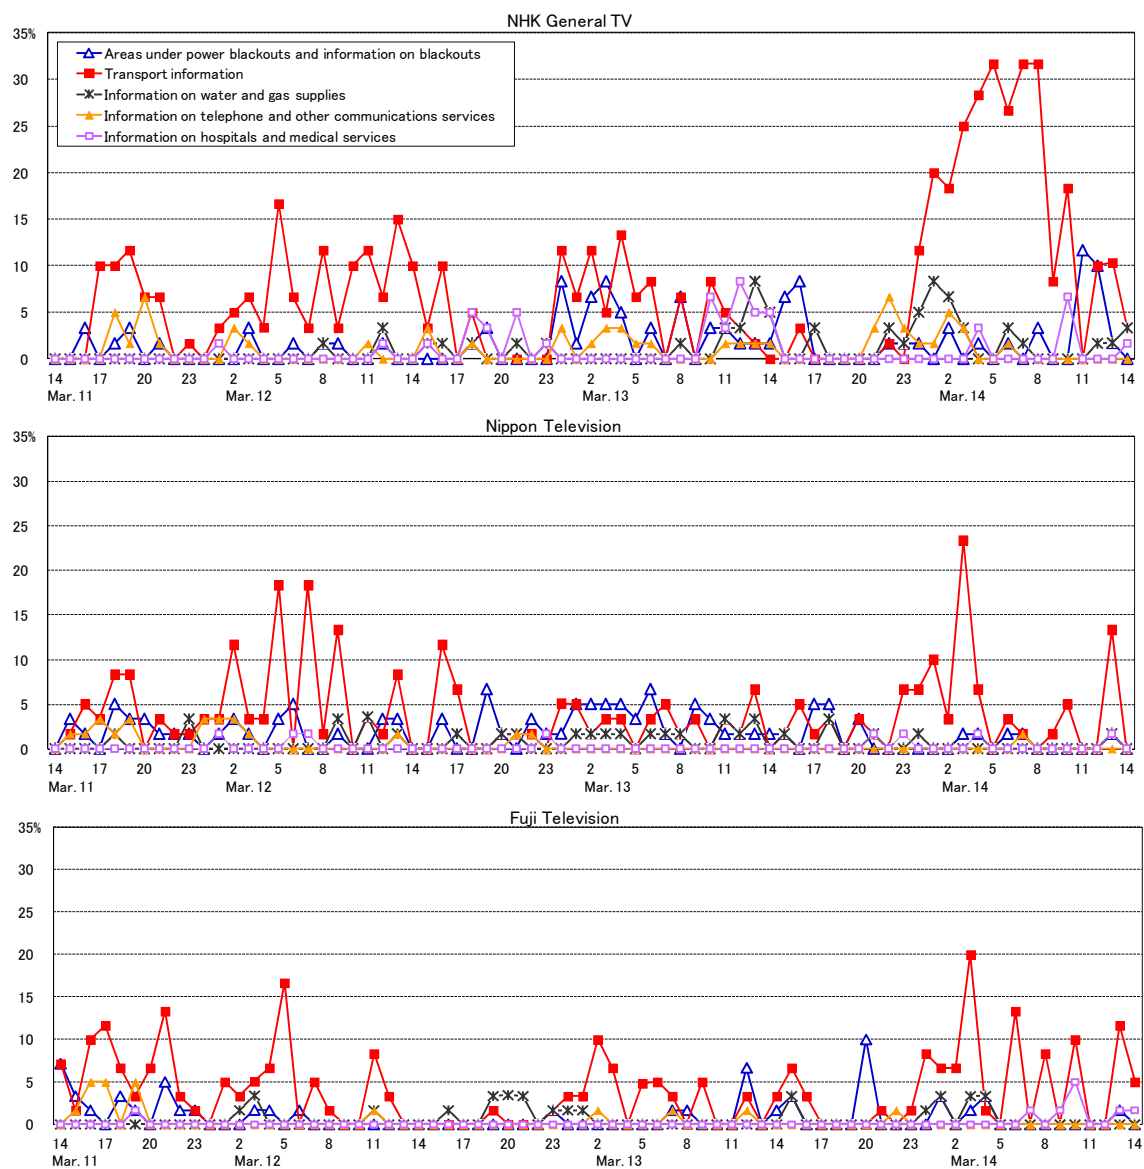 NHK General TV
35%
Areas under power blackouts and information on blackouts
Transport information
Information on water and gas supplies
Information on telephone and other communications services
Information on hospitals and medical services
30
25
20
15
10
5
0
14 17 20 23 2 5 8 11 14 17 20 23 2 5 8 11 14 17 20 23 2 5 8 11 14
Mar. 11 Mar. 12 Mar. 13 Mar. 14
Nippon Television
35%
30
25
20
15
10
5
0
14 17 20 23 2 5 8 11 14 17 20 23 2 5 8 11 14 17 20 23 2 5 8 11 14
Mar. 11 Mar. 12 Mar. 13 Mar. 14
Fuji Television
35%
30
25
20
15
10
5
0
14 17 20 23 2 5 8 11 14 17 20 23 2 5 8 11 14 17 20 23 2 5 8 11 14
Mar. 11 Mar. 12 Mar. 13 Mar. 14